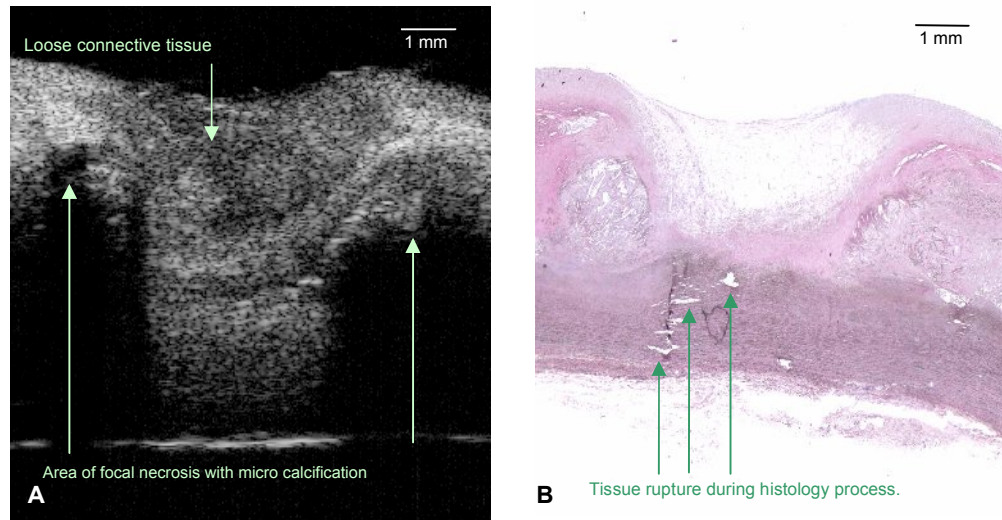 1 mm
Loose connective tissue
Area of focal necrosis with micro calcification
A
1 mm
Tissue rupture during histology process.
B